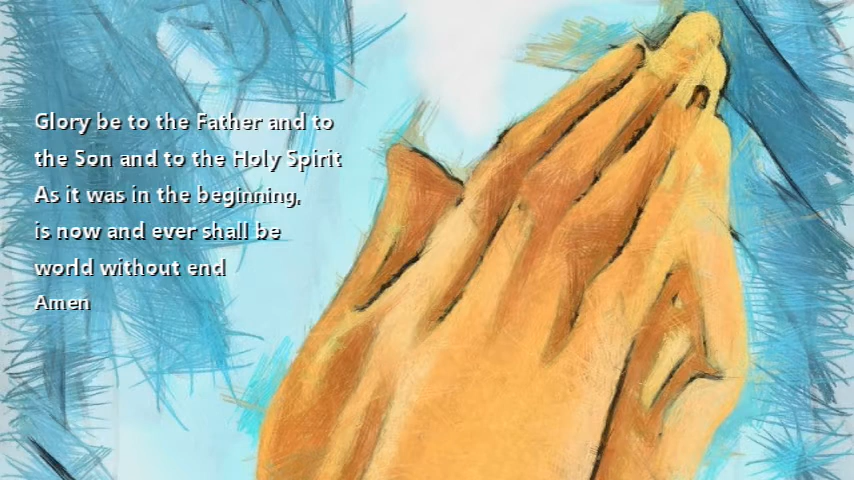 Glory be to the Father and to
the Son and to the Holy Spirit
As it was in the beginning,
is now and ever shall be
world without end
Amen